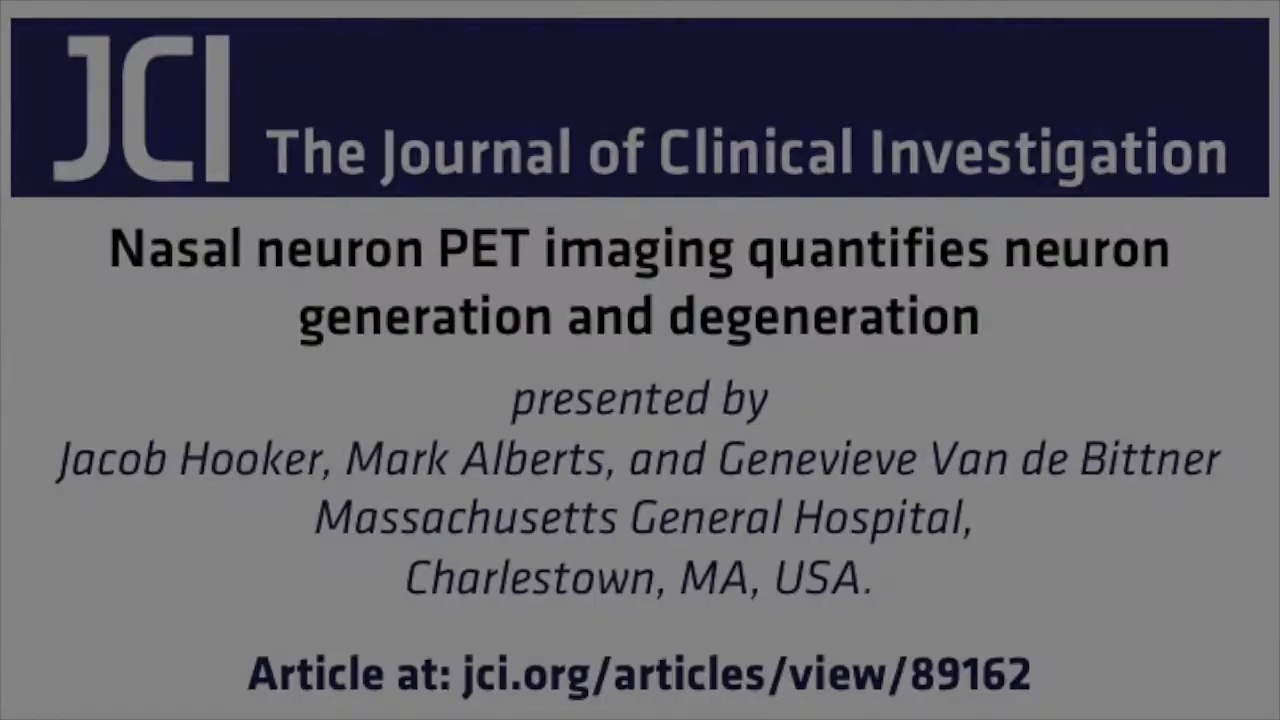 JCI The Journal of Clinical Investigation
Nasal neuron PET imaging quantifies neuron
generation and degeneration
presented by
Jacob Hooker, Mark Alberts, and Genevieve Van de Bittner
Massachusetts General Hospital,
Charlestown, MA, USA.
Article at: jci.org/articles/view/89162